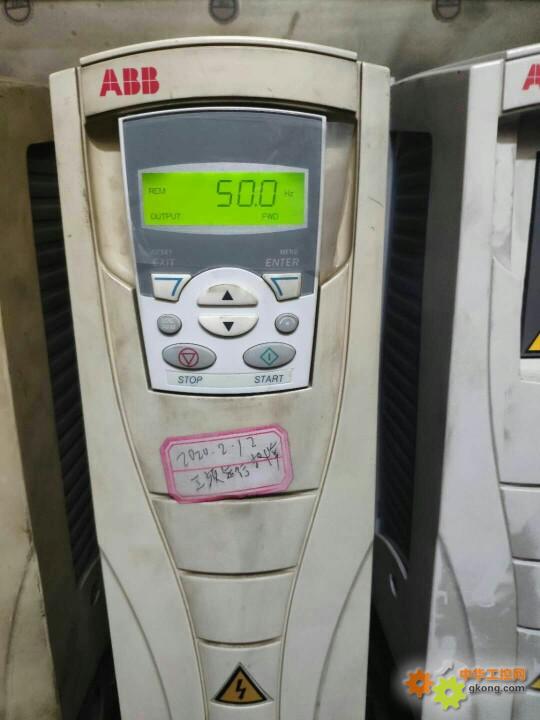 ABB
A
REM
50.0 Hz
OUTPUT FWD
RESET MENU
EXIT ENTER
STOP START
2020.2.12
中华工控网
gkong.com